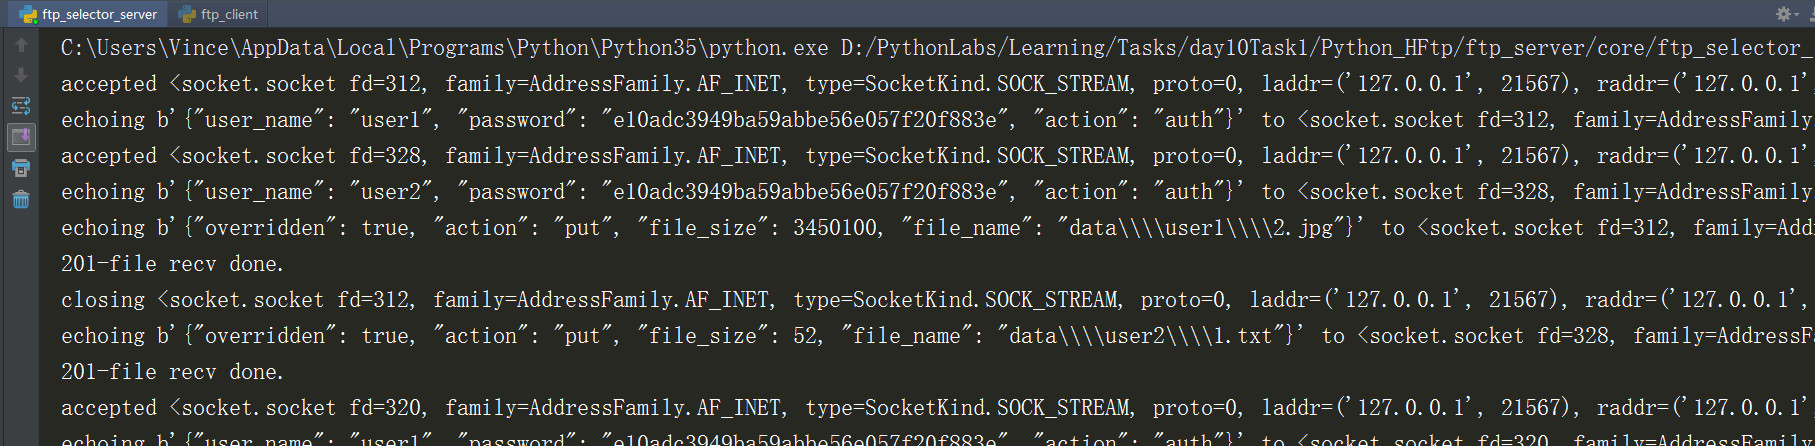 ftp_selector_server ftp_client
C:\Users\Vince\AppData\Local\Programs\Python\Python35\python.exe D:/PythonLabs/Learning/Tasks/day10Task1/Python_HFtp/ftp_server/core/ftp_selector_
accepted <socket.socket fd=312, family=AddressFamily.AF_INET, type=SocketKind.SOCK_STREAM, proto=0, laddr=('127.0.0.1', 21567), raddr=('127.0.0.1'
echoing b'{"user_name": "user1", "password": "e10adc3949ba59abbe56e057f20f883e", "action": "auth"}' to <socket.socket fd=312, family=AddressFamily
accepted <socket.socket fd=328, family=AddressFamily.AF_INET, type=SocketKind.SOCK_STREAM, proto=0, laddr=('127.0.0.1', 21567), raddr=('127.0.0.1'
echoing b'{"user_name": "user2", "password": "e10adc3949ba59abbe56e057f20f883e", "action": "auth"}' to <socket.socket fd=328, family=AddressFamily
echoing b'{"overridden": true, "action": "put", "file_size": 3450100, "file_name": "data\\\\user1\\\\2.jpg"}' to <socket.socket fd=312, family=Add
201-file recv done.
closing <socket.socket fd=312, family=AddressFamily.AF_INET, type=SocketKind.SOCK_STREAM, proto=0, laddr=('127.0.0.1', 21567), raddr=('127.0.0.1',
echoing b'{"overridden": true, "action": "put", "file_size": 52, "file_name": "data\\\\user2\\\\1.txt"}' to <socket.socket fd=328, family=AddressF
201-file recv done.
accepted <socket.socket fd=320, family=AddressFamily.AF_INET, type=SocketKind.SOCK_STREAM, proto=0, laddr=('127.0.0.1', 21567), raddr=('127.0.0.1'
echoing b'{"user_name": "user1", "password": "e10adc3949ba59abbe56e057f20f883e", "action": "auth"}' to <socket.socket fd=320, family=AddressFamily